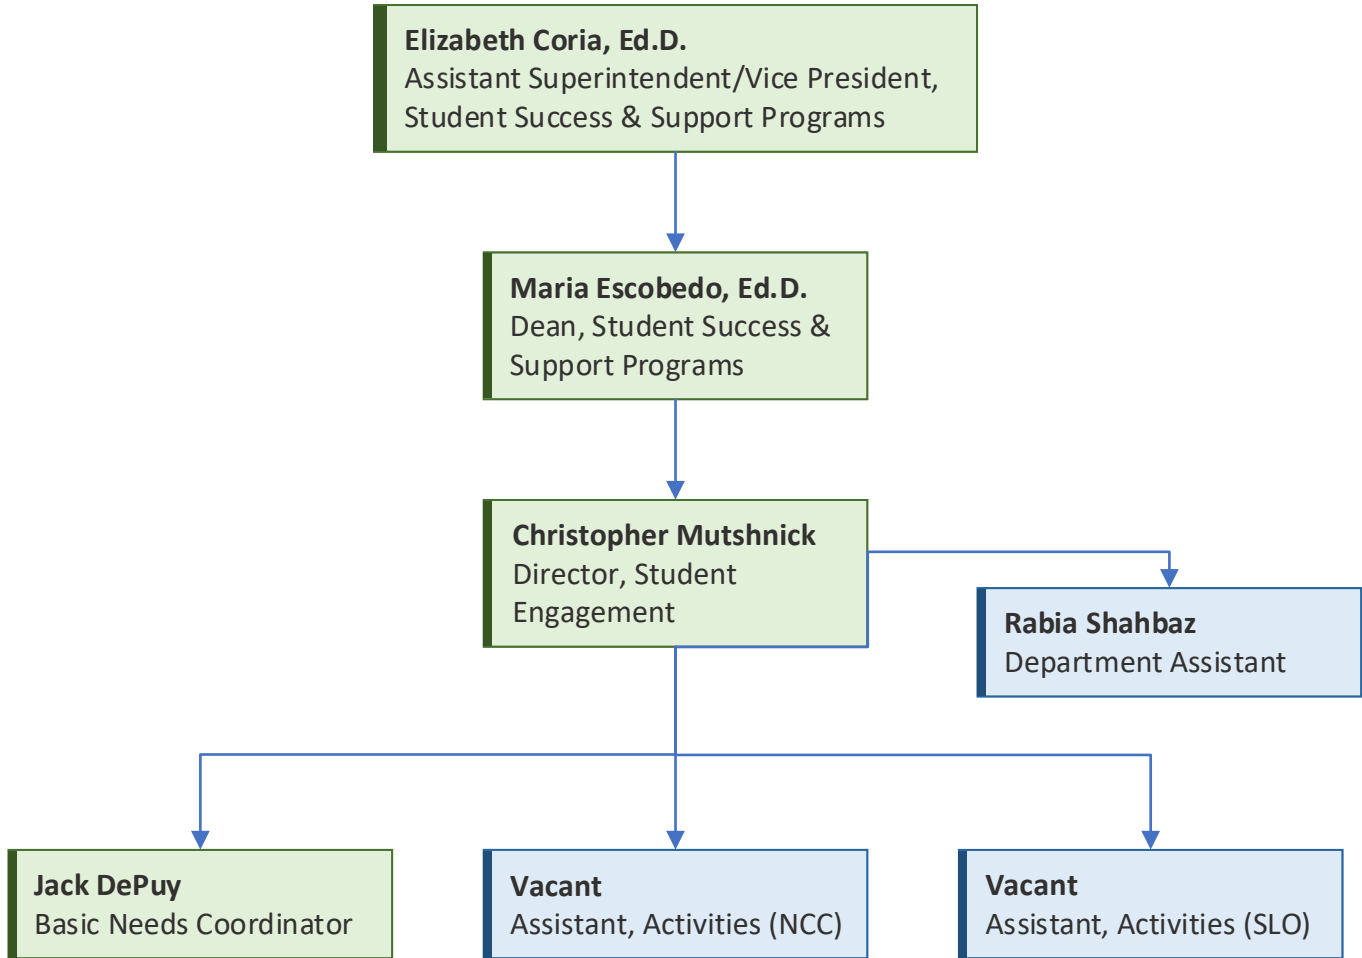 Elizabeth Coria, Ed.D.
Assistant Superintendent/Vice President,
Student Success & Support Programs
Maria Escobedo, Ed.D.
Dean, Student Success &
Support Programs
Christopher Mutshnick
Director, Student
Engagement
Rabia Shahbaz
Department Assistant
Jack DePuy
Basic Needs Coordinator
Vacant
Assistant, Activities (NCC)
Vacant
Assistant, Activities (SLO)